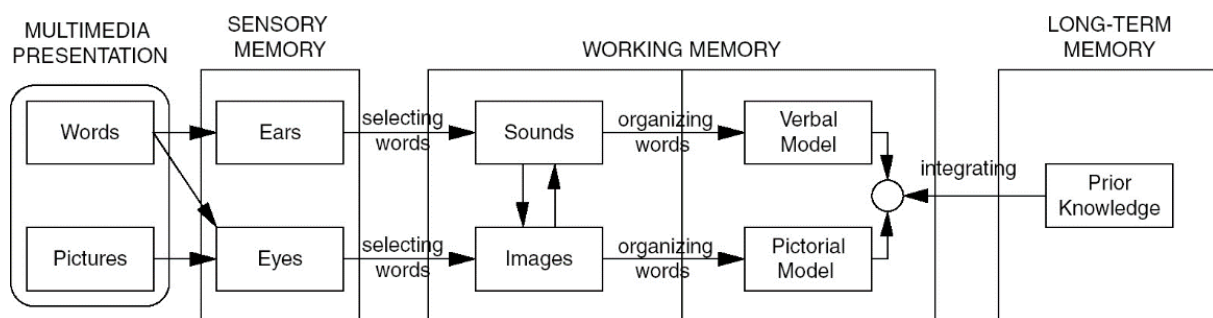 MULTIMEDIA
PRESENTATION
SENSORY
MEMORY
WORKING MEMORY
LONG-TERM
MEMORY
Words
Ears
selecting
words
Sounds
organizing
words
Verbal
Model
integrating
Prior
Knowledge
Pictures
Eyes
selecting
words
Images
organizing
words
Pictorial
Model